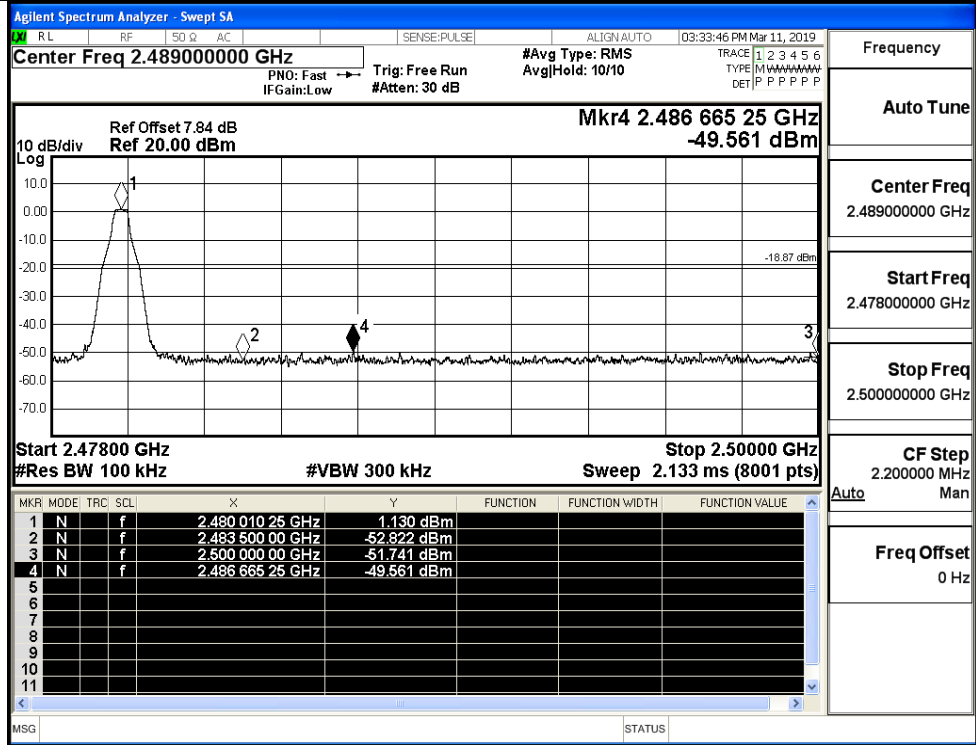 Agilent Spectrum Analyzer - Swept SA
LXI RL RF 50 Ω AC SENSE:PULSE ALIGN AUTO 03:33:46 PM Mar 11, 2019
Center Freq 2.489000000 GHz
PNO: Fast
IFGain:Low
Trig: Free Run
#Atten: 30 dB
#Avg Type: RMS
Avg|Hold: 10/10
TRACE 1 2 3 4 5 6
TYPE M WWWWW
DET P P P P P P
Mkr4 2.486 665 25 GHz
-49.561 dBm
Ref Offset 7.84 dB
10 dB/div Ref 20.00 dBm
Log
10.0
0.00
-10.0
-20.0
-30.0
-40.0
-50.0
-60.0
-70.0
1
2
4
3
-18.87 dBm
Start 2.47800 GHz Stop 2.50000 GHz
#Res BW 100 kHz #VBW 300 kHz Sweep 2.133 ms (8001 pts)
MKR MODE TRC SCL X Y FUNCTION FUNCTION WIDTH FUNCTION VALUE
1 N f 2.480 010 25 GHz 1.130 dBm
2 N f 2.483 500 00 GHz -52.822 dBm
3 N f 2.500 000 00 GHz -51.741 dBm
4 N f 2.486 665 25 GHz -49.561 dBm
5
6
7
8
9
10
11
MSG STATUS
Frequency
Auto Tune
Center Freq
2.489000000 GHz
Start Freq
2.478000000 GHz
Stop Freq
2.500000000 GHz
CF Step
2.200000 MHz
Auto Man
Freq Offset
0 Hz